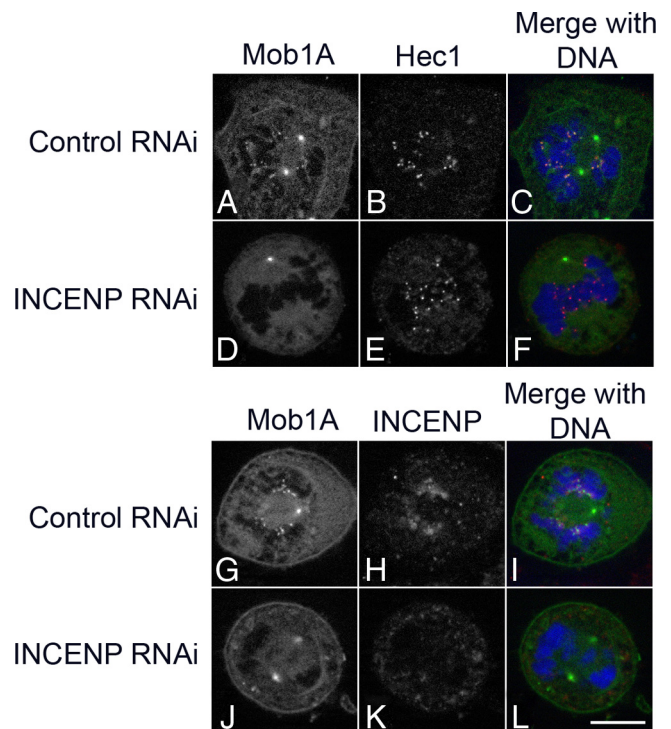 Mob1A Hec1 Merge with
DNA
Control RNAi
A B C
INCENP RNAi
D E F
Mob1A INCENP Merge with
DNA
Control RNAi
G H I
INCENP RNAi
J K L